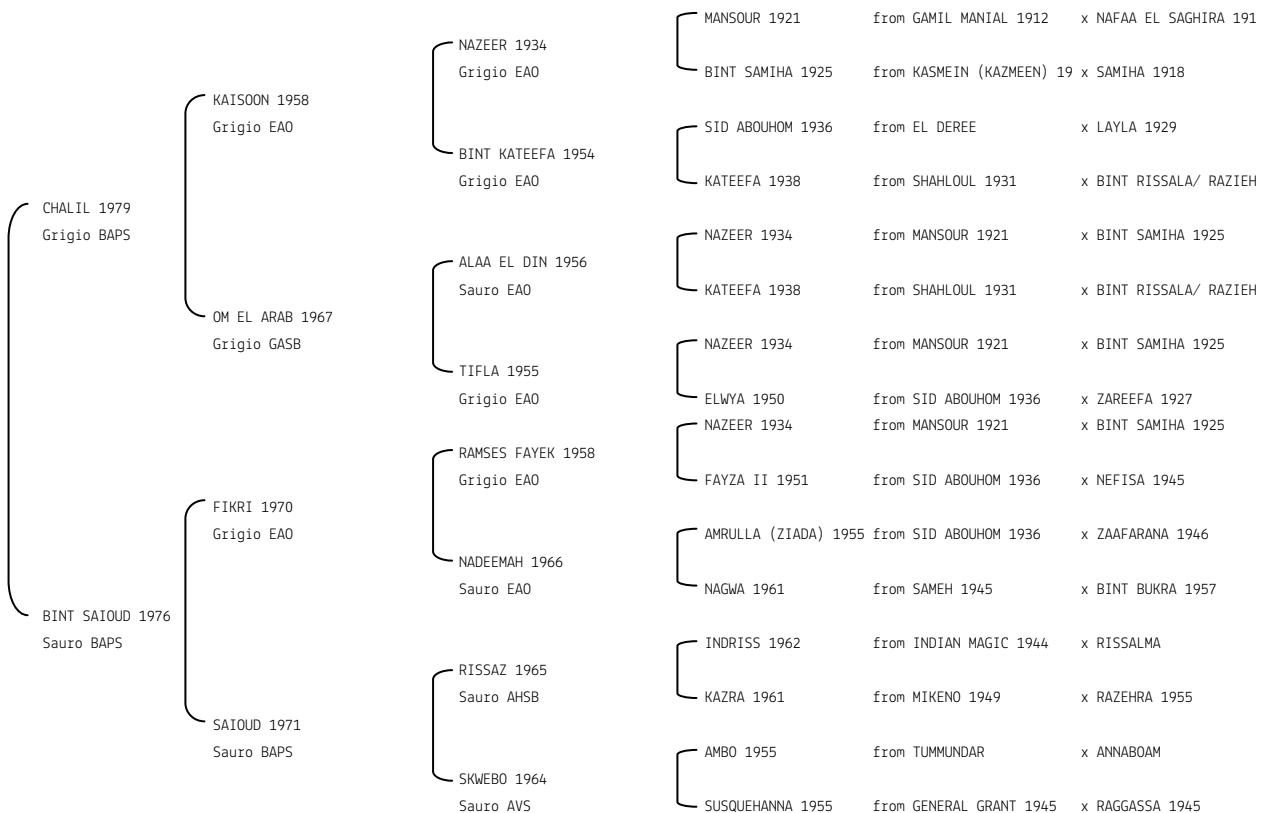 MANSOUR 1921 from GAMIL MANIAL 1912 x NAFAA EL SAGHIRA 191
NAZEER 1934
Grigio EAO
BINT SAMIHA 1925 from KASMEIN (KAZMEEN) 19 x SAMIHA 1918
KAISOON 1958
Grigio EAO
SID ABOUHOM 1936 from EL DEREE x LAYLA 1929
BINT KATEEFA 1954
Grigio EAO
KATEEFA 1938 from SHAHLOUL 1931 x BINT RISSALA/ RAZIEH
CHALIL 1979
Grigio BAPS
NAZEER 1934 from MANSOUR 1921 x BINT SAMIHA 1925
ALAA EL DIN 1956
Sauro EAO
KATEEFA 1938 from SHAHLOUL 1931 x BINT RISSALA/ RAZIEH
OM EL ARAB 1967
Grigio GASB
NAZEER 1934 from MANSOUR 1921 x BINT SAMIHA 1925
TIFLA 1955
Grigio EAO
ELWYA 1950 from SID ABOUHOM 1936 x ZAREEFA 1927
NAZEER 1934 from MANSOUR 1921 x BINT SAMIHA 1925
RAMSES FAYEK 1958
Grigio EAO
FAYZA II 1951 from SID ABOUHOM 1936 x NEFISA 1945
FIKRI 1970
Grigio EAO
AMRULLA (ZIADA) 1955 from SID ABOUHOM 1936 x ZAAFARANA 1946
NADEEMAH 1966
Sauro EAO
NAGWA 1961 from SAMEH 1945 x BINT BUKRA 1957
BINT SAIOUD 1976
Sauro BAPS
INDRISS 1962 from INDIAN MAGIC 1944 x RISSALMA
RISSAZ 1965
Sauro AHSB
KAZRA 1961 from MIKENO 1949 x RAZEHRA 1955
SAIOUD 1971
Sauro BAPS
AMBO 1955 from TUMMUNDAR x ANNABOAM
SKWEBO 1964
Sauro AVS
SUSQUEHANNA 1955 from GENERAL GRANT 1945 x RAGGASSA 1945